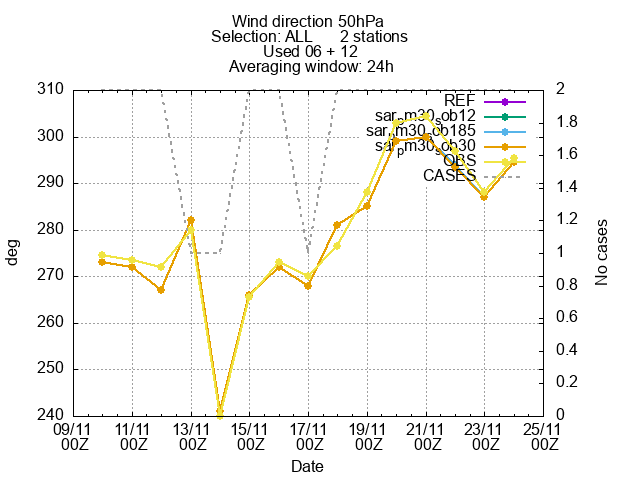 Wind direction 50hPa
Selection: ALL 2 stations
Used 06 + 12
Averaging window: 24h
310 2
REF
sar_pm30_sob12
300 1.8
sar_pm30_sob185
sar_pm30_sob30
1.6
OBS
290 CASES
1.4
280 1.2
deg
No cases
1
270
0.8
260 0.6
250 0.4
0.2
240 0
09/11 11/11 13/11 15/11 17/11 19/11 21/11 23/11 25/11
00Z 00Z 00Z 00Z 00Z 00Z 00Z 00Z 00Z
Date